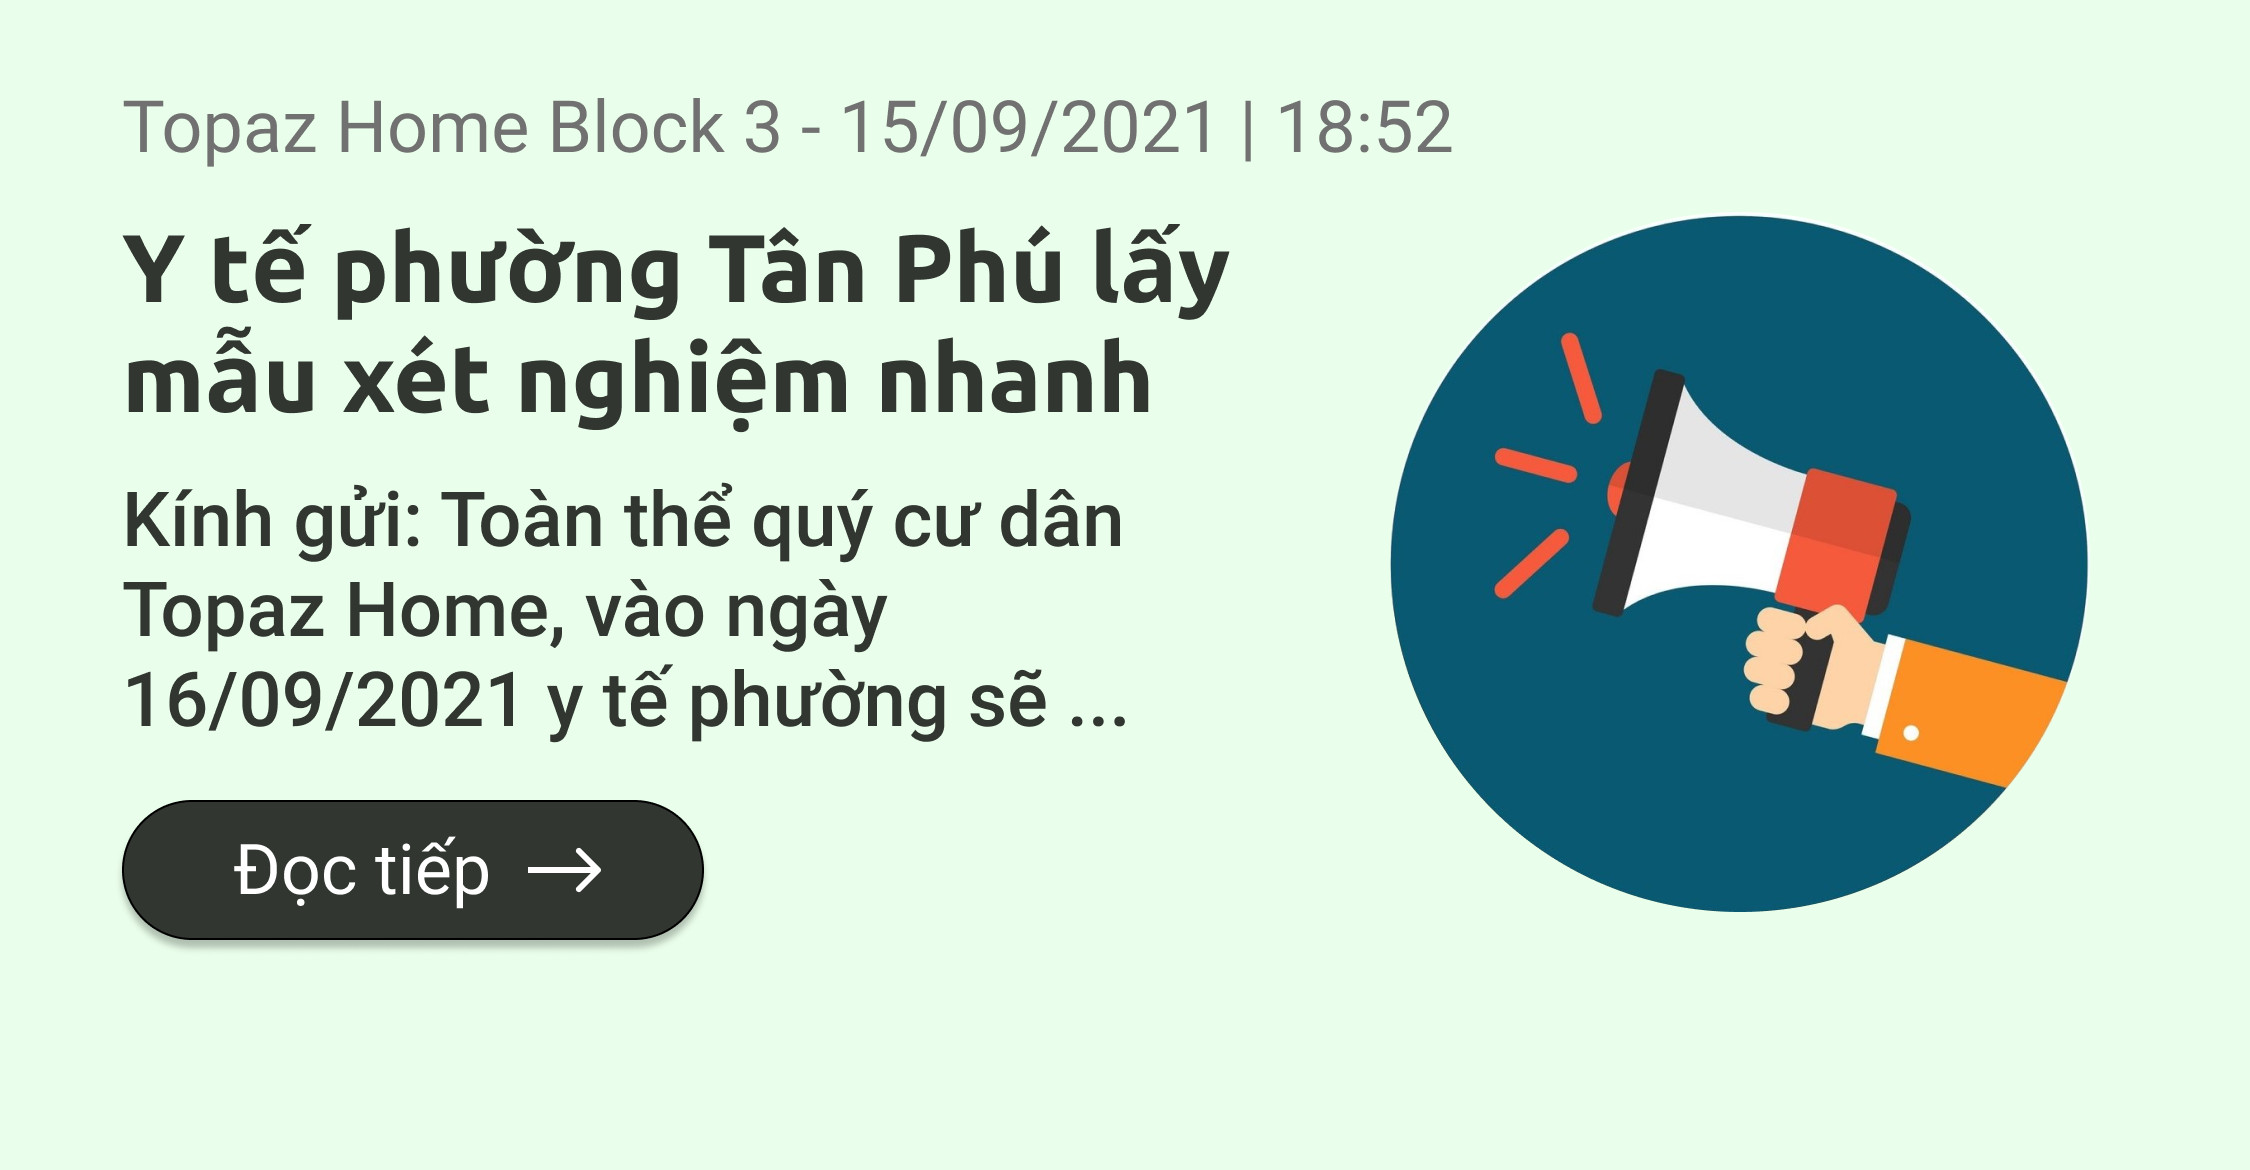 Topaz Home Block 3 - 15/09/2021 | 18:52
Y tế phường Tân Phú lấy
mẫu xét nghiệm nhanh
Kính gửi: Toàn thể quý cư dân
Topaz Home, vào ngày
16/09/2021 y tế phường sẽ ...
Đọc tiếp